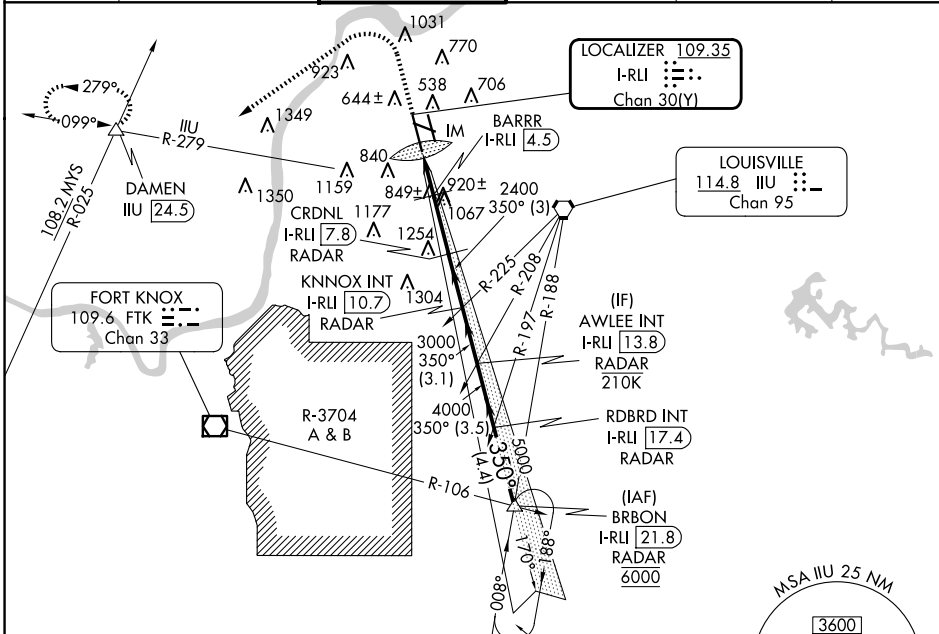 1031
770
923
644±
538
706
1349
LOCALIZER 109.35
I-RLI
Chan 30(Y)
279°
099°
IIU
R-279
IM
BARRR
I-RLI 4.5
840
1159
849±
920±
1067
2400
350° (3)
LOUISVILLE
114.8 IIU
Chan 95
DAMEN
IIU 24.5
1350
108.2 MYS
R-025
CRDNL
I-RLI 7.8
RADAR
1177
1254
R-225
R-208
R-197
R-188
KNNOX INT
I-RLI 10.7
RADAR
1304
FORT KNOX
109.6 FTK
Chan 33
3000
350°
(3.1)
(IF)
AWLEE INT
I-RLI 13.8
RADAR
210K
4000
350° (3.5)
R-3704
A & B
RDBRD INT
I-RLI 17.4
RADAR
350°
5000
(4.4)
R-106
(IAF)
BRBON
I-RLI 21.8
RADAR
6000
170°
188°
008°
MSA IIU 25 NM
3600